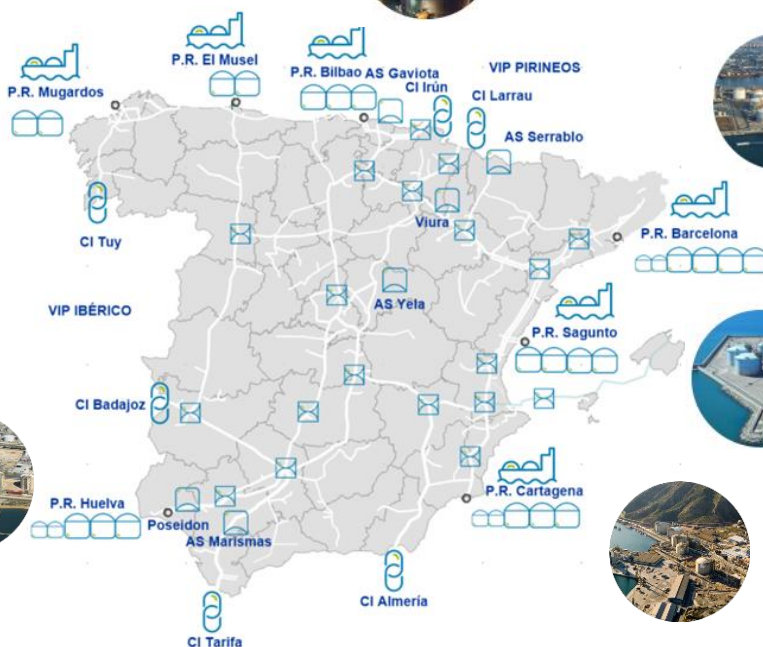 P.R. El Musel
P.R. Bilbao
AS Gaviota
VIP PIRINEOS
P.R. Mugardos
CI Irún
CI Larrau
AS Serrablo
CI Tuy
Viura
P.R. Barcelona
AS Yela
VIP IBÉRICO
P.R. Sagunto
CI Badajoz
P.R. Huelva
Poseidon
AS Marismas
P.R. Cartagena
CI Almería
CI Tarifa